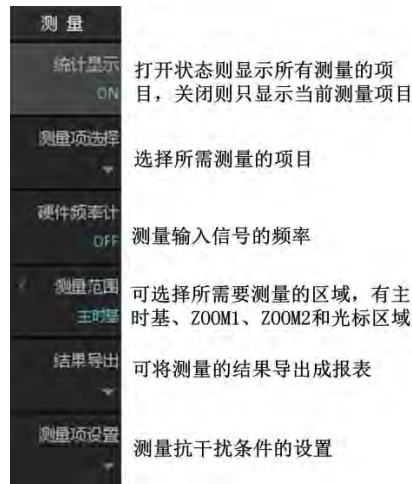 测 量
统计显示
ON
打开状态则显示所有测量的项
目，关闭则只显示当前测量项目
测量项选择
选择所需测量的项目
硬件频率计
OFF
测量输入信号的频率
测量范围
主时基
可选择所需要测量的区域，有主
时基、ZOOM1、ZOOM2和光标区域
结果导出
可将测量的结果导出成报表
测量项设置
测量抗干扰条件的设置